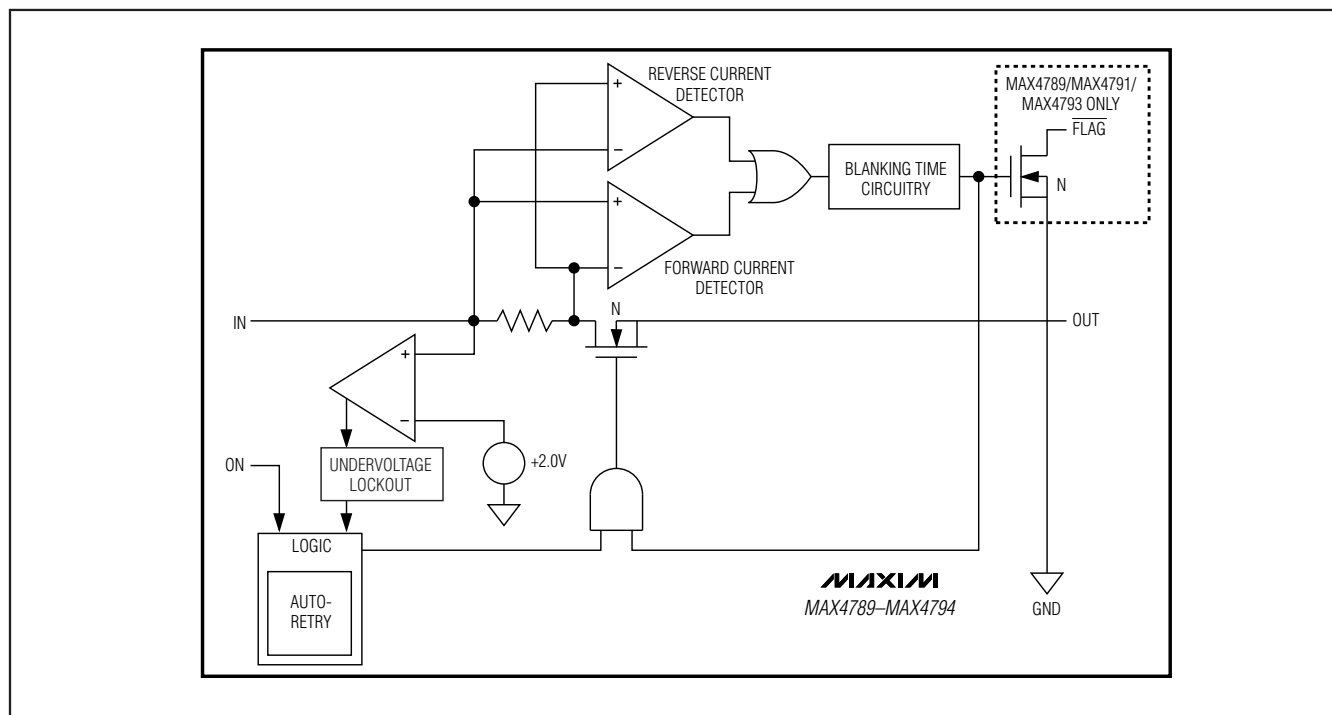 REVERSE CURRENT
DETECTOR
+
−
MAX4789/MAX4791/
MAX4793 ONLY
FLAG
N
BLANKING TIME
CIRCUITRY
+
−
FORWARD CURRENT
DETECTOR
IN
N
OUT
+
−
+2.0V
ON
UNDERVOLTAGE
LOCKOUT
LOGIC
AUTO-
RETRY
MAXIM
MAX4789–MAX4794
GND